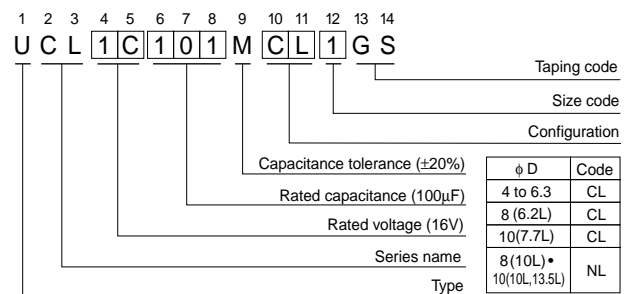 1 2 3 4 5 6 7 8 9 10 11 12 13 14
U C L 1 C 1 0 1 M C L 1 G S
Taping code
Size code
Configuration
Capacitance tolerance (±20%)
Rated capacitance (100µF)
Rated voltage (16V)
Series name
Type
ϕ D Code
4 to 6.3 CL
8 (6.2L) CL
10(7.7L) CL
8(10L)•
10(10L,13.5L) NL